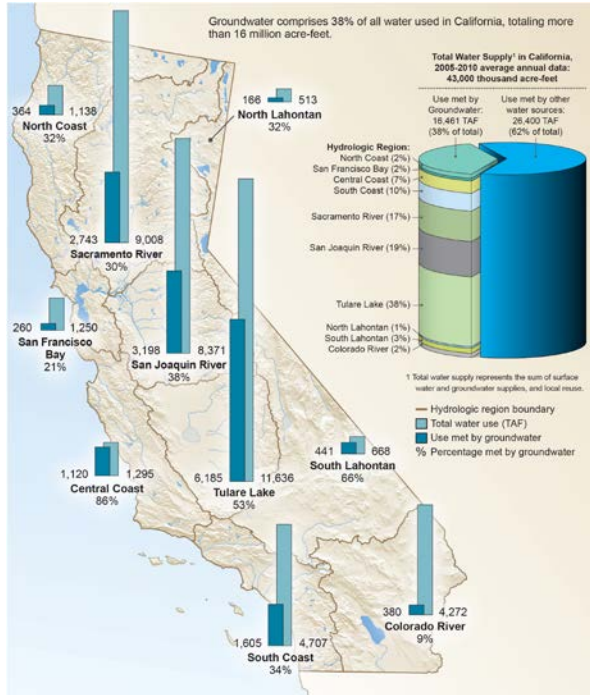 Groundwater comprises 38% of all water used in California, totaling more
than 16 million acre-feet.
Total Water Supply¹ in California,
2005-2010 average annual data:
43,000 thousand acre-feet
Use met by
Groundwater:
16,461 TAF
(38% of total)
Use met by other
water sources:
26,400 TAF
(62% of total)
Hydrologic Region:
North Coast (2%)
San Francisco Bay (2%)
Central Coast (7%)
South Coast (10%)
Sacramento River (17%)
San Joaquin River (19%)
Tulare Lake (38%)
North Lahontan (1%)
South Lahontan (3%)
Colorado River (2%)
1 Total water supply represents the sum of surface
water and groundwater supplies, and local reuse.
Hydrologic region boundary
Total water use (TAF)
Use met by groundwater
% Percentage met by groundwater
364 1,138
North Coast
32%
166 513
North Lahontan
32%
2,743 9,008
Sacramento River
30%
260 1,250
San Francisco
Bay
21%
3,198 8,371
San Joaquin River
38%
1,120 1,295
Central Coast
86%
6,185 11,636
Tulare Lake
53%
441 668
South Lahontan
66%
1,605 4,707
South Coast
34%
380 4,272
Colorado River
9%